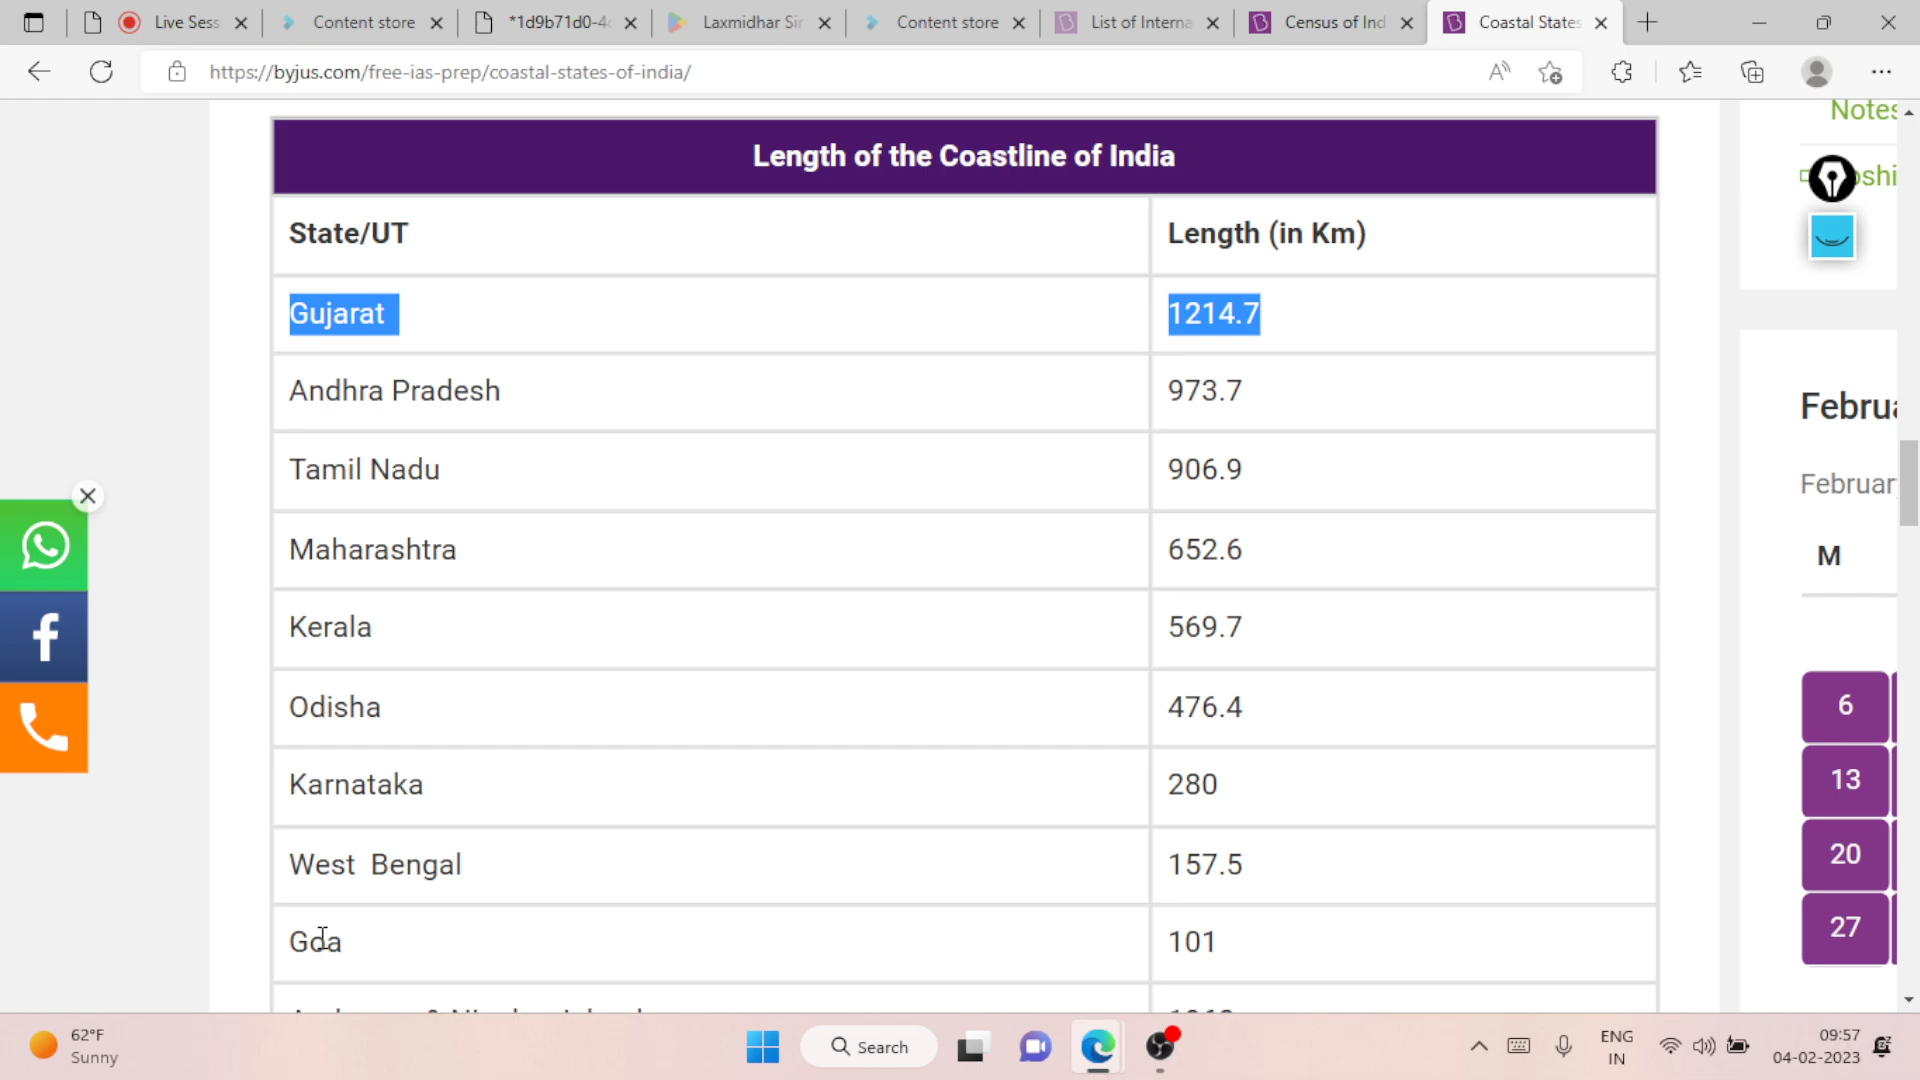 Live Sess
Content store
*1d9b71d0-4c
Laxmidhar Sir
Content store
List of Interna
Census of Ind
Coastal States
https://byjus.com/free-ias-prep/coastal-states-of-india/
Notes
Length of the Coastline of India
State/UT Length (in Km)
Gujarat 1214.7
Andhra Pradesh 973.7
Tamil Nadu 906.9
Maharashtra 652.6
Kerala 569.7
Odisha 476.4
Karnataka 280
West Bengal 157.5
Goa 101
Februa
Februar
M
6
13
20
27
62°F
Sunny
Search
ENG
IN
09:57
04-02-2023